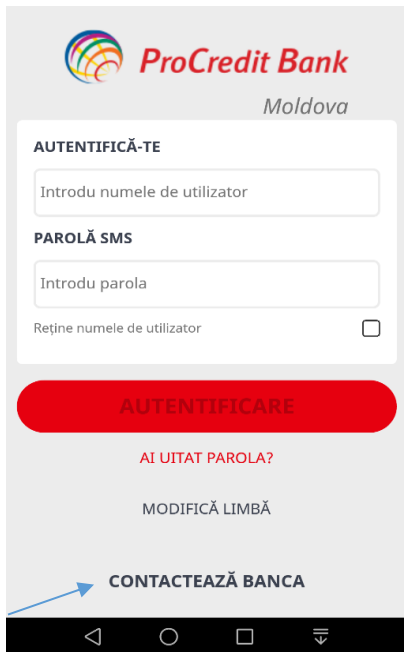 ProCredit Bank
Moldova
AUTENTIFICĂ-TE
Introdu numele de utilizator
PAROLĂ SMS
Introdu parola
Reține numele de utilizator
AUTENTIFICARE
AI UITAT PAROLA?
MODIFICĂ LIMBĂ
CONTACTEAZĂ BANCA